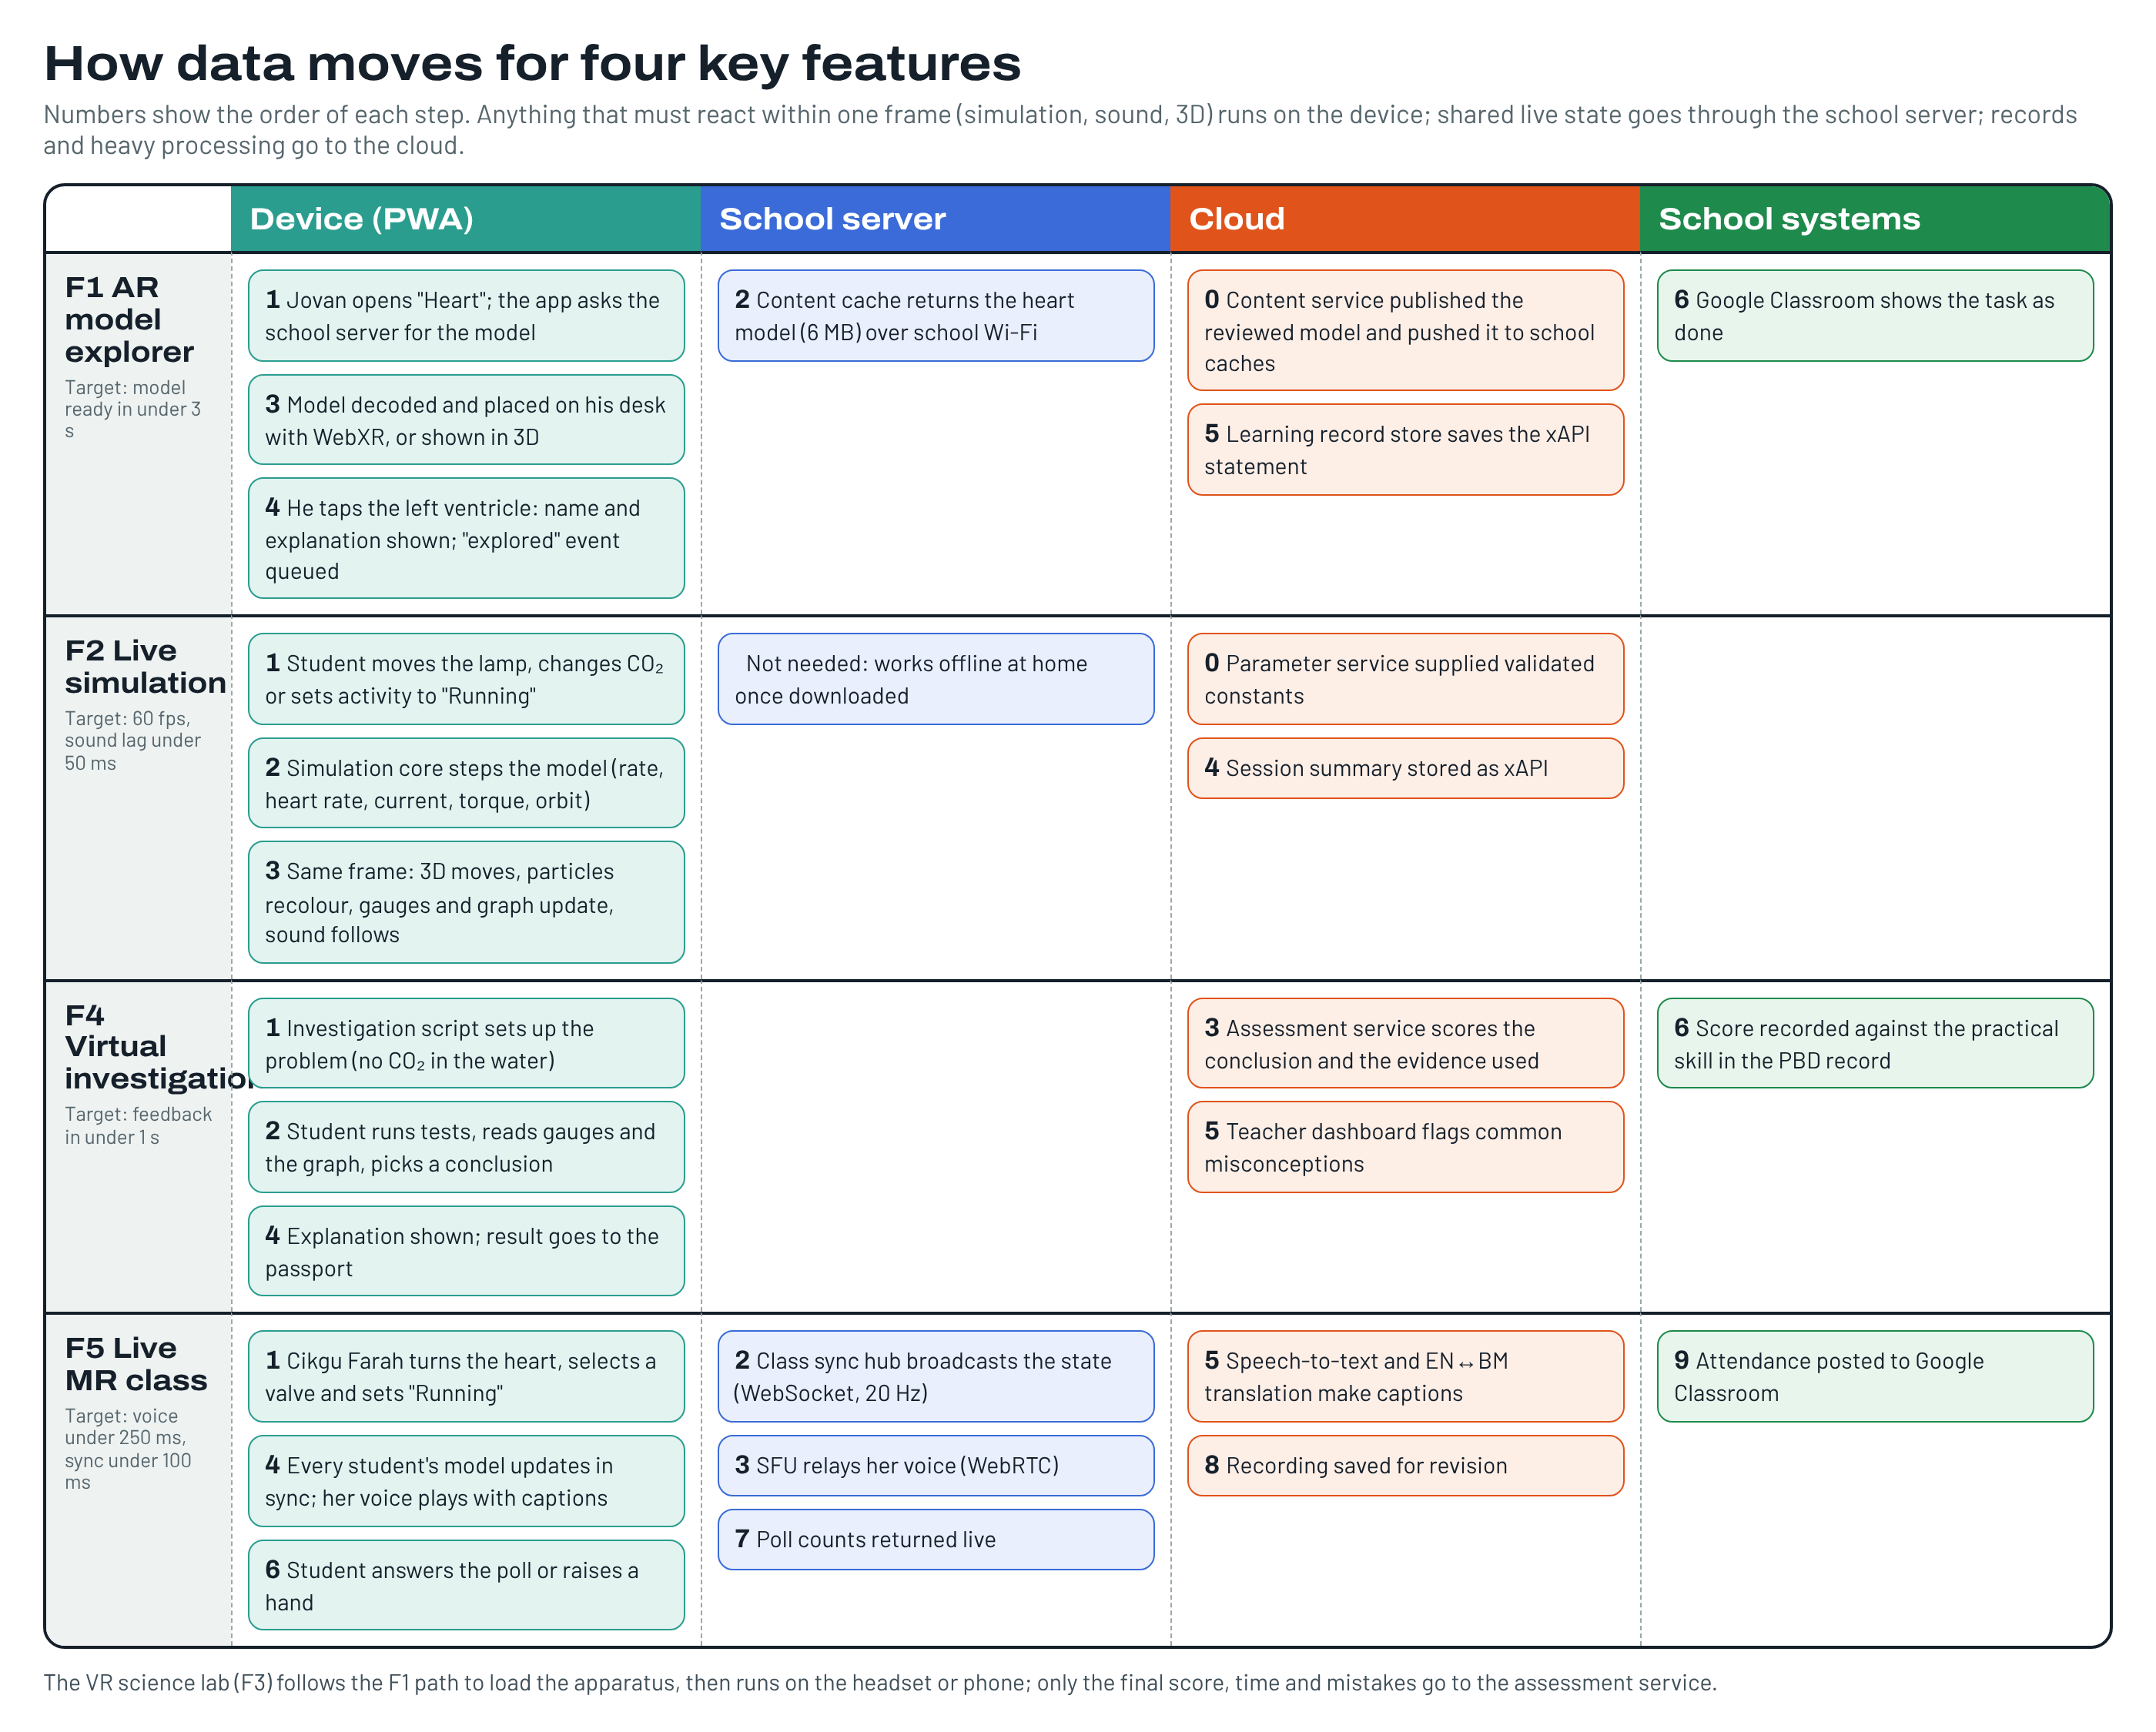 How data moves for four key features
Numbers show the order of each step. Anything that must react within one frame (simulation, sound, 3D) runs on the device; shared live state goes through the school server; records
and heavy processing go to the cloud.
Device (PWA)
School server
Cloud
School systems
F1 AR
model
explorer
Target: model
ready in under 3
s
1 Jovan opens "Heart"; the app asks the
school server for the model
3 Model decoded and placed on his desk
with WebXR, or shown in 3D
4 He taps the left ventricle: name and
explanation shown; "explored" event
queued
2 Content cache returns the heart
model (6 MB) over school Wi-Fi
0 Content service published the
reviewed model and pushed it to school
caches
5 Learning record store saves the xAPI
statement
6 Google Classroom shows the task as
done
F2 Live
simulation
Target: 60 fps,
sound lag under
50 ms
1 Student moves the lamp, changes CO₂
or sets activity to "Running"
2 Simulation core steps the model (rate,
heart rate, current, torque, orbit)
3 Same frame: 3D moves, particles
recolour, gauges and graph update,
sound follows
Not needed: works offline at home
once downloaded
0 Parameter service supplied validated
constants
4 Session summary stored as xAPI
F4
Virtual
investigation
Target: feedback
in under 1 s
1 Investigation script sets up the
problem (no CO₂ in the water)
2 Student runs tests, reads gauges and
the graph, picks a conclusion
4 Explanation shown; result goes to the
passport
3 Assessment service scores the
conclusion and the evidence used
5 Teacher dashboard flags common
misconceptions
6 Score recorded against the practical
skill in the PBD record
F5 Live
MR class
Target: voice
under 250 ms,
sync under 100
ms
1 Cikgu Farah turns the heart, selects a
valve and sets "Running"
4 Every student's model updates in
sync; her voice plays with captions
6 Student answers the poll or raises a
hand
2 Class sync hub broadcasts the state
(WebSocket, 20 Hz)
3 SFU relays her voice (WebRTC)
7 Poll counts returned live
5 Speech-to-text and EN↔BM
translation make captions
8 Recording saved for revision
9 Attendance posted to Google
Classroom
The VR science lab (F3) follows the F1 path to load the apparatus, then runs on the headset or phone; only the final score, time and mistakes go to the assessment service.